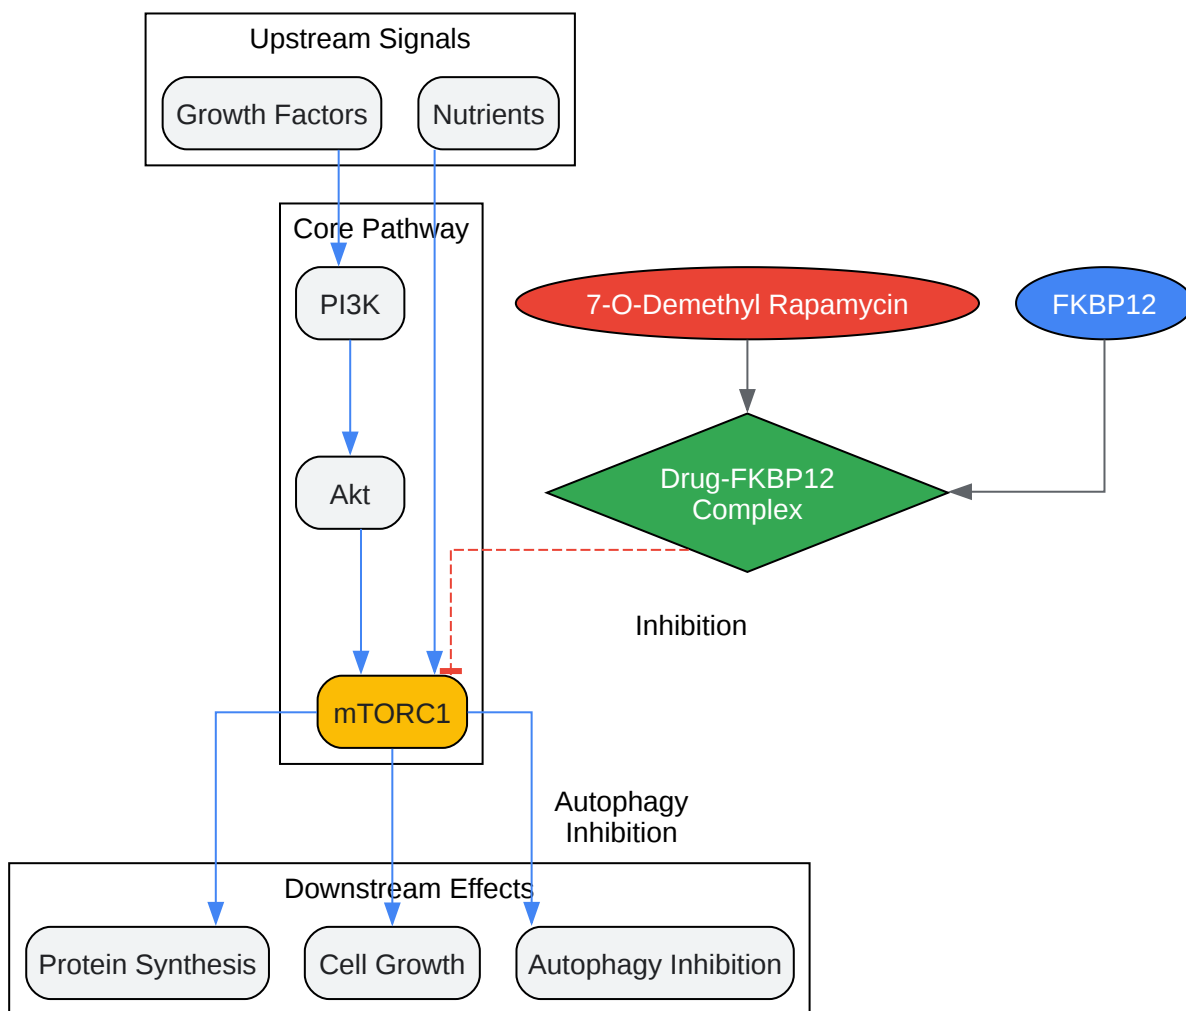 Upstream Signals
Growth Factors
Nutrients
Core Pathway
PI3K
7-O-Demethyl Rapamycin
FKBP12
Akt
Drug-FKBP12
Complex
Inhibition
mTORC1
Autophagy
Inhibition
Downstream Effects
Protein Synthesis
Cell Growth
Autophagy Inhibition